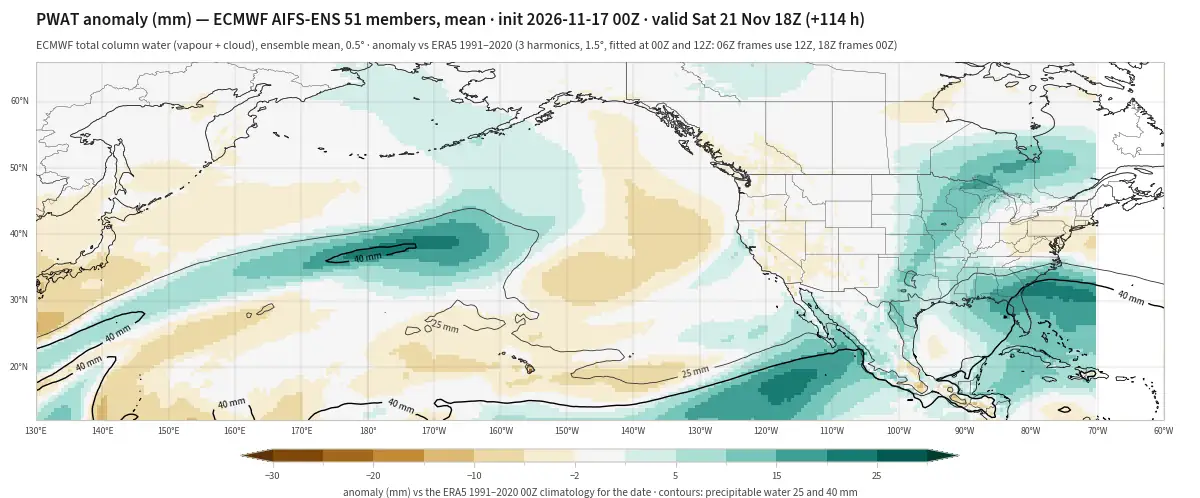 PWAT anomaly (mm) — ECMWF AIFS-ENS 51 members, mean · init 2026-11-17 00Z · valid Sat 21 Nov 18Z (+114 h)
ECMWF total column water (vapour + cloud), ensemble mean, 0.5° · anomaly vs ERA5 1991–2020 (3 harmonics, 1.5°, fitted at 00Z and 12Z: 06Z frames use 12Z, 18Z frames 00Z)
60°N
50°N
40°N
40 mm
30°N
40 mm
40 mm
25 mm
40 mm
20°N
25 mm
40 mm
40 mm
130°E 140°E 150°E 160°E 170°E 180° 170°W 160°W 150°W 140°W 130°W 120°W 110°W 100°W 90°W 80°W 70°W 60°W
−30 −20 −10 −2 5 15 25
anomaly (mm) vs the ERA5 1991–2020 00Z climatology for the date · contours: precipitable water 25 and 40 mm